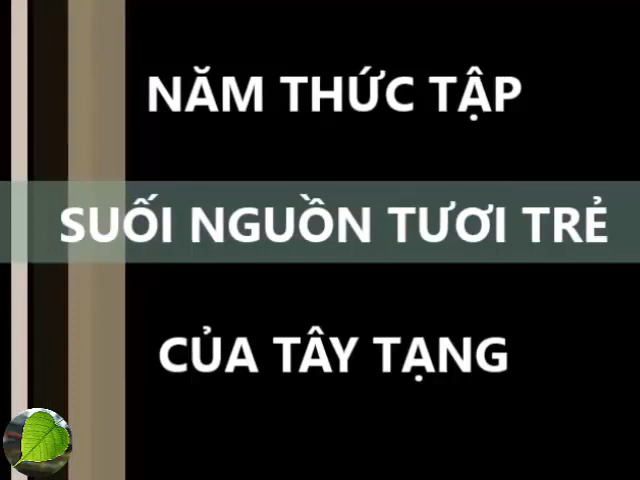 NĂM THỨC TẬP
SUỐI NGUỒN TƯƠI TRẺ
CỦA TÂY TẠNG